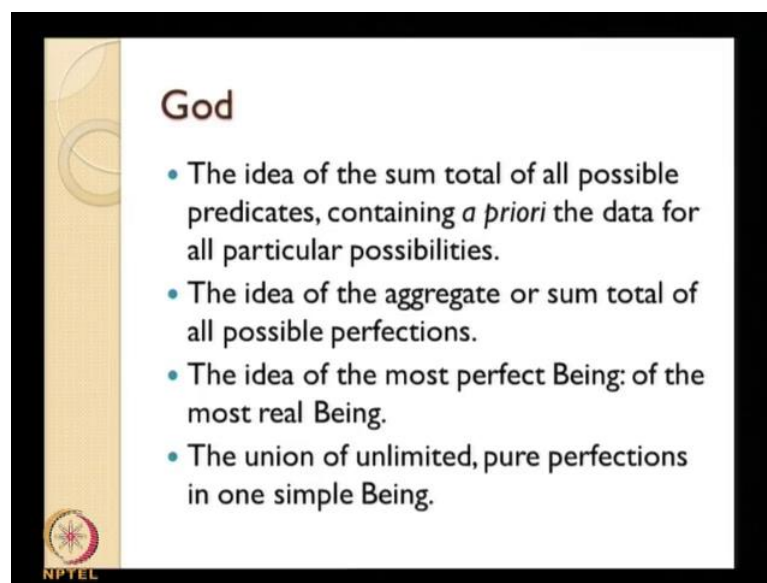 God
• The idea of the sum total of all possible
predicates, containing a priori the data for
all particular possibilities.
• The idea of the aggregate or sum total of
all possible perfections.
• The idea of the most perfect Being: of the
most real Being.
• The union of unlimited, pure perfections
in one simple Being.
NPTEL